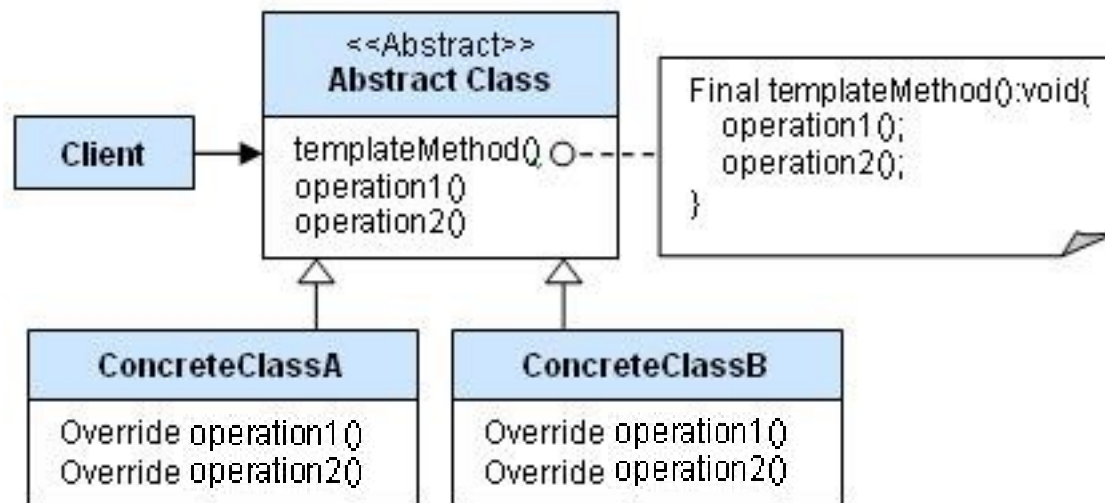 <<Abstract>>
Abstract Class
templateMethod()
operation1()
operation2()
Client
Final templateMethod():void{
operation1();
operation2();
}
ConcreteClassA
Override operation1()
Override operation2()
ConcreteClassB
Override operation1()
Override operation2()